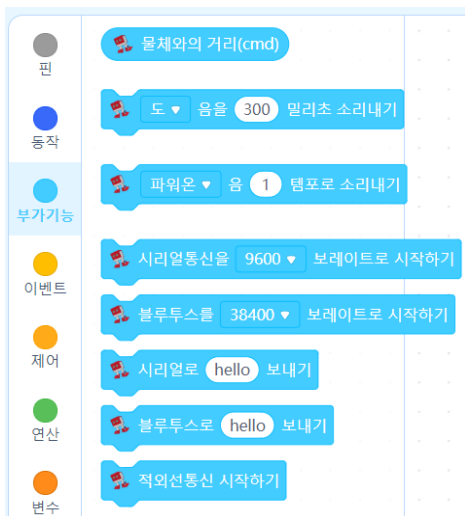 핀
동작
부가기능
이벤트
제어
연산
변수
물체와의 거리(cmd)
도 음을 300 밀리초 소리내기
파워온 음 1 템포로 소리내기
시리얼통신을 9600 보레이트로 시작하기
블루투스를 38400 보레이트로 시작하기
시리얼로 hello 보내기
블루투스로 hello 보내기
적외선통신 시작하기